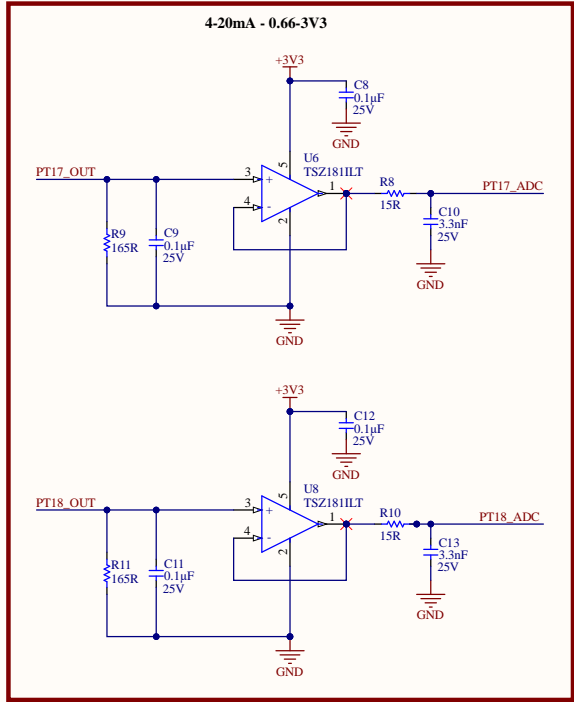 4-20mA - 0.66-3V3
+3V3
C8
0.1µF
25V
GND
U6
TSZ181ILT
PT17_OUT
3
+
5
1
4
-
2
R8
15R
PT17_ADC
C10
3.3nF
25V
GND
R9
165R
C9
0.1µF
25V
GND
+3V3
C12
0.1µF
25V
GND
U8
TSZ181ILT
PT18_OUT
3
+
5
1
4
-
2
R10
15R
PT18_ADC
C13
3.3nF
25V
GND
R11
165R
C11
0.1µF
25V
GND